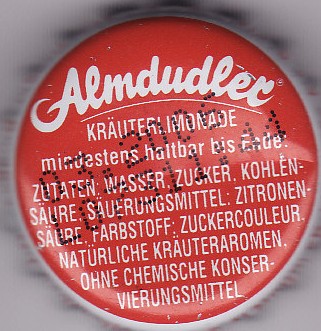 Almdudler
KRÄUTERLIMONADE
mindestens haltbar bis Ende:
ZUTATEN: WASSER, ZUCKER, KOHLEN-
SÄURE, SÄUERUNGSMITTEL: ZITRONEN-
SÄURE, FARBSTOFF: ZUCKERCOULEUR,
NATÜRLICHE KRÄUTERAROMEN,
OHNE CHEMISCHE KONSER-
VIERUNGSMITTEL